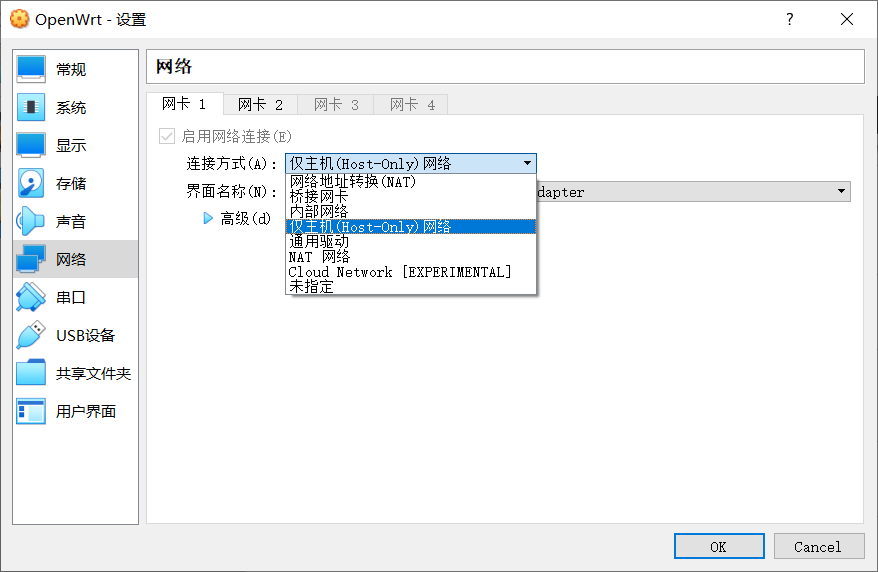 OpenWrt - 设置
常规
系统
显示
存储
声音
网络
串口
USB设备
共享文件夹
用户界面
网络
网卡 1
网卡 2
网卡 3
网卡 4
启用网络连接(E)
连接方式(A):
仅主机(Host-Only)网络
网络地址转换(NAT)
桥接网卡
内部网络
仅主机(Host-Only)网络
通用驱动
NAT 网络
Cloud Network [EXPERIMENTAL]
未指定
界面名称(N):
dapter
高级(d)
OK
Cancel